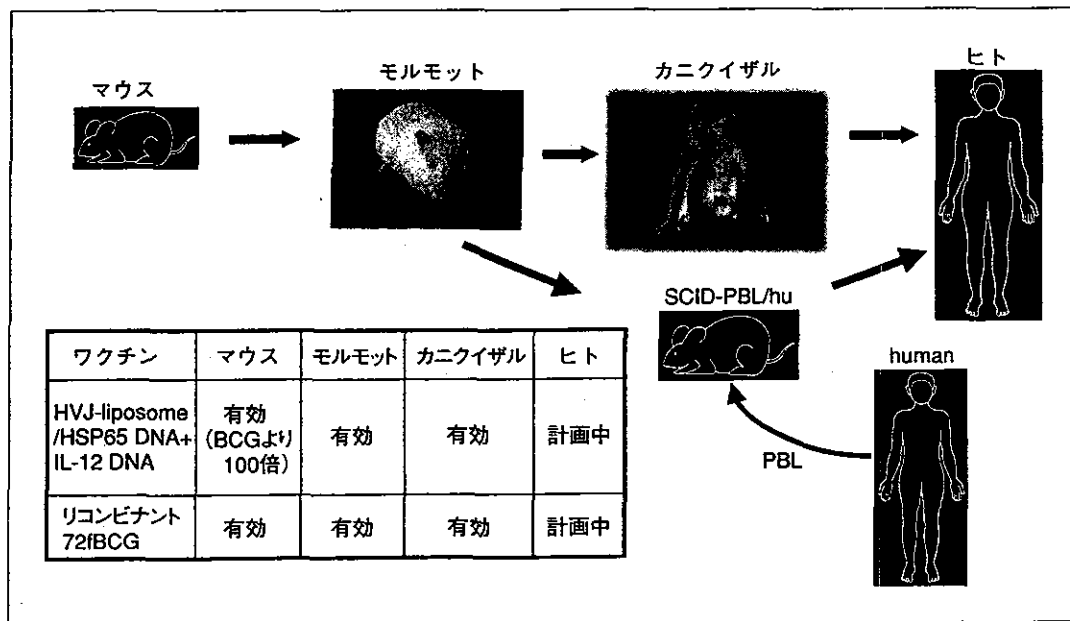 マウス
モルモット
カニクイザル
ヒト
SCID-PBL/hu
human
PBL
ワクチン マウス モルモット カニクイザル ヒト
HVJ-liposome
/HSP65 DNA+
IL-12 DNA
有効
(BCGより
100倍)
有効
有効
計画中
リコンビナント
72fBCG
有効
有効
有効
計画中